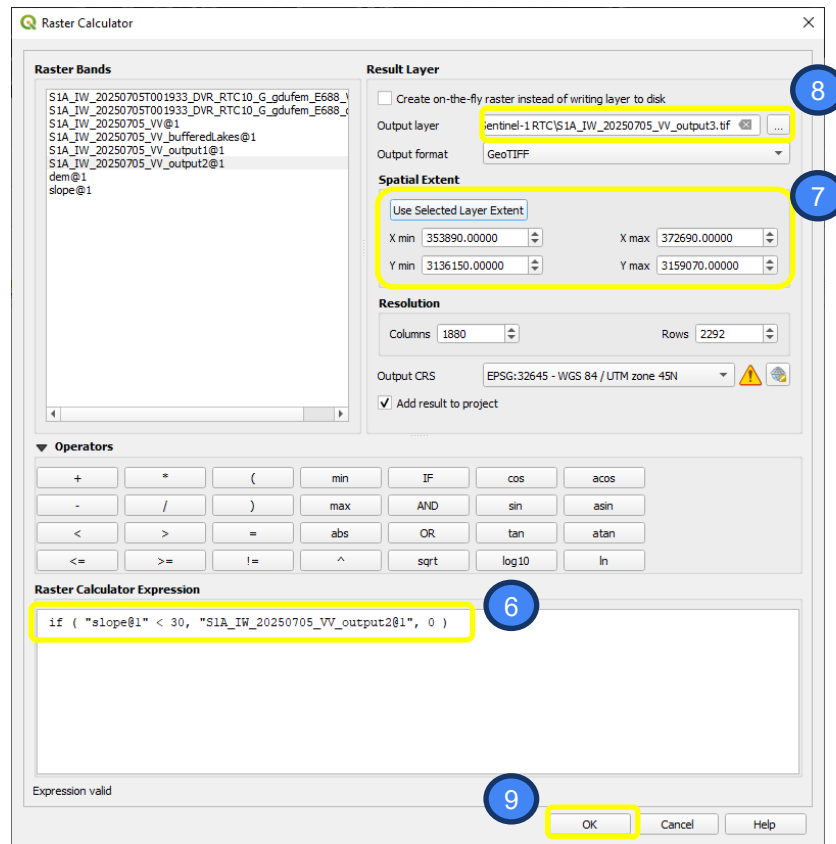 Raster Calculator
Raster Bands
S1A_IW_20250705T001933_DVR_RTC10_G_gdufem_E688_
S1A_IW_20250705T001933_DVR_RTC10_G_gdufem_E688_
S1A_IW_20250705_VV@1
S1A_IW_20250705_VV_bufferedLakes@1
S1A_IW_20250705_VV_output1@1
S1A_IW_20250705_VV_output2@1
dem@1
slope@1
Result Layer
Create on-the-fly raster instead of writing layer to disk
8
Output layer Sentinel-1 RTC\S1A_IW_20250705_VV_output3.tif ...
Output format GeoTIFF
Spatial Extent
7
Use Selected Layer Extent
X min 353890.00000 X max 372690.00000
Y min 3136150.00000 Y max 3159070.00000
Resolution
Columns 1880 Rows 2292
Output CRS EPSG:32645 - WGS 84 / UTM zone 45N
Add result to project
Operators
+ * ( min IF cos acos
- / ) max AND sin asin
< > = abs OR tan atan
<= >= != ^ sqrt log10 ln
Raster Calculator Expression
6
if ( "slope@1" < 30, "S1A_IW_20250705_VV_output2@1", 0 )
Expression valid
9
OK Cancel Help